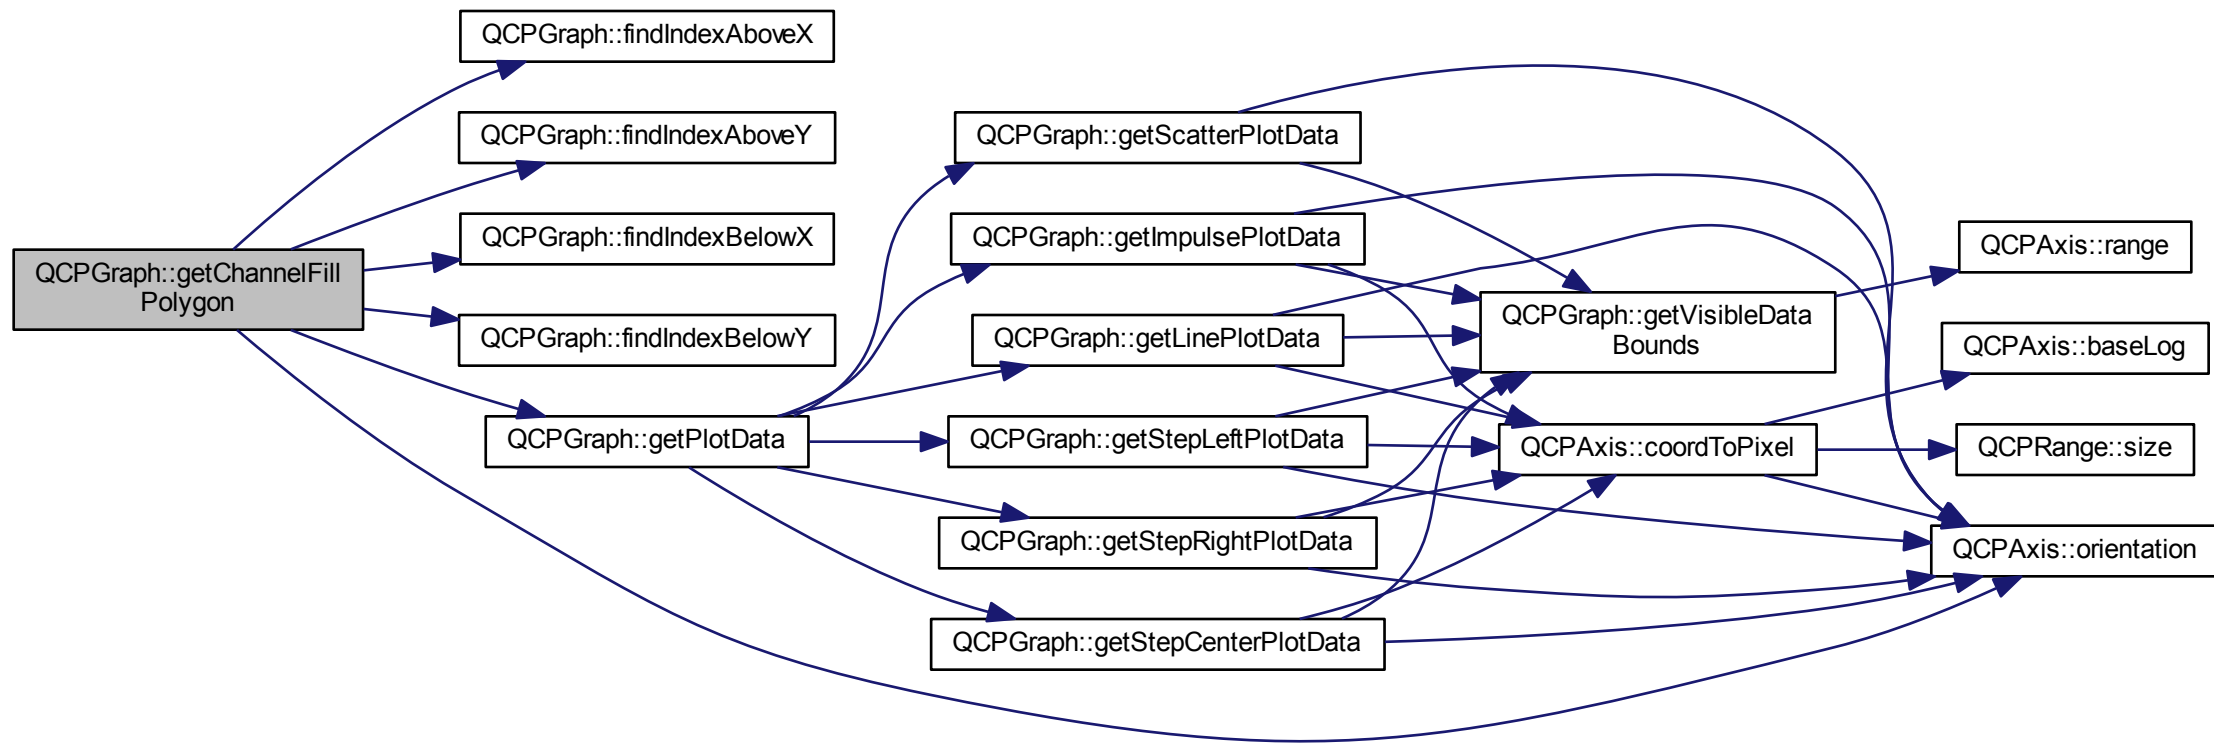 QCPGraph::getChannelFill
Polygon
QCPGraph::findIndexAboveX
QCPGraph::findIndexAboveY
QCPGraph::findIndexBelowX
QCPGraph::findIndexBelowY
QCPGraph::getPlotData
QCPGraph::getScatterPlotData
QCPGraph::getImpulsePlotData
QCPGraph::getLinePlotData
QCPGraph::getStepLeftPlotData
QCPGraph::getStepRightPlotData
QCPGraph::getStepCenterPlotData
QCPGraph::getVisibleData
Bounds
QCPAxis::coordToPixel
QCPAxis::range
QCPAxis::baseLog
QCPRange::size
QCPAxis::orientation